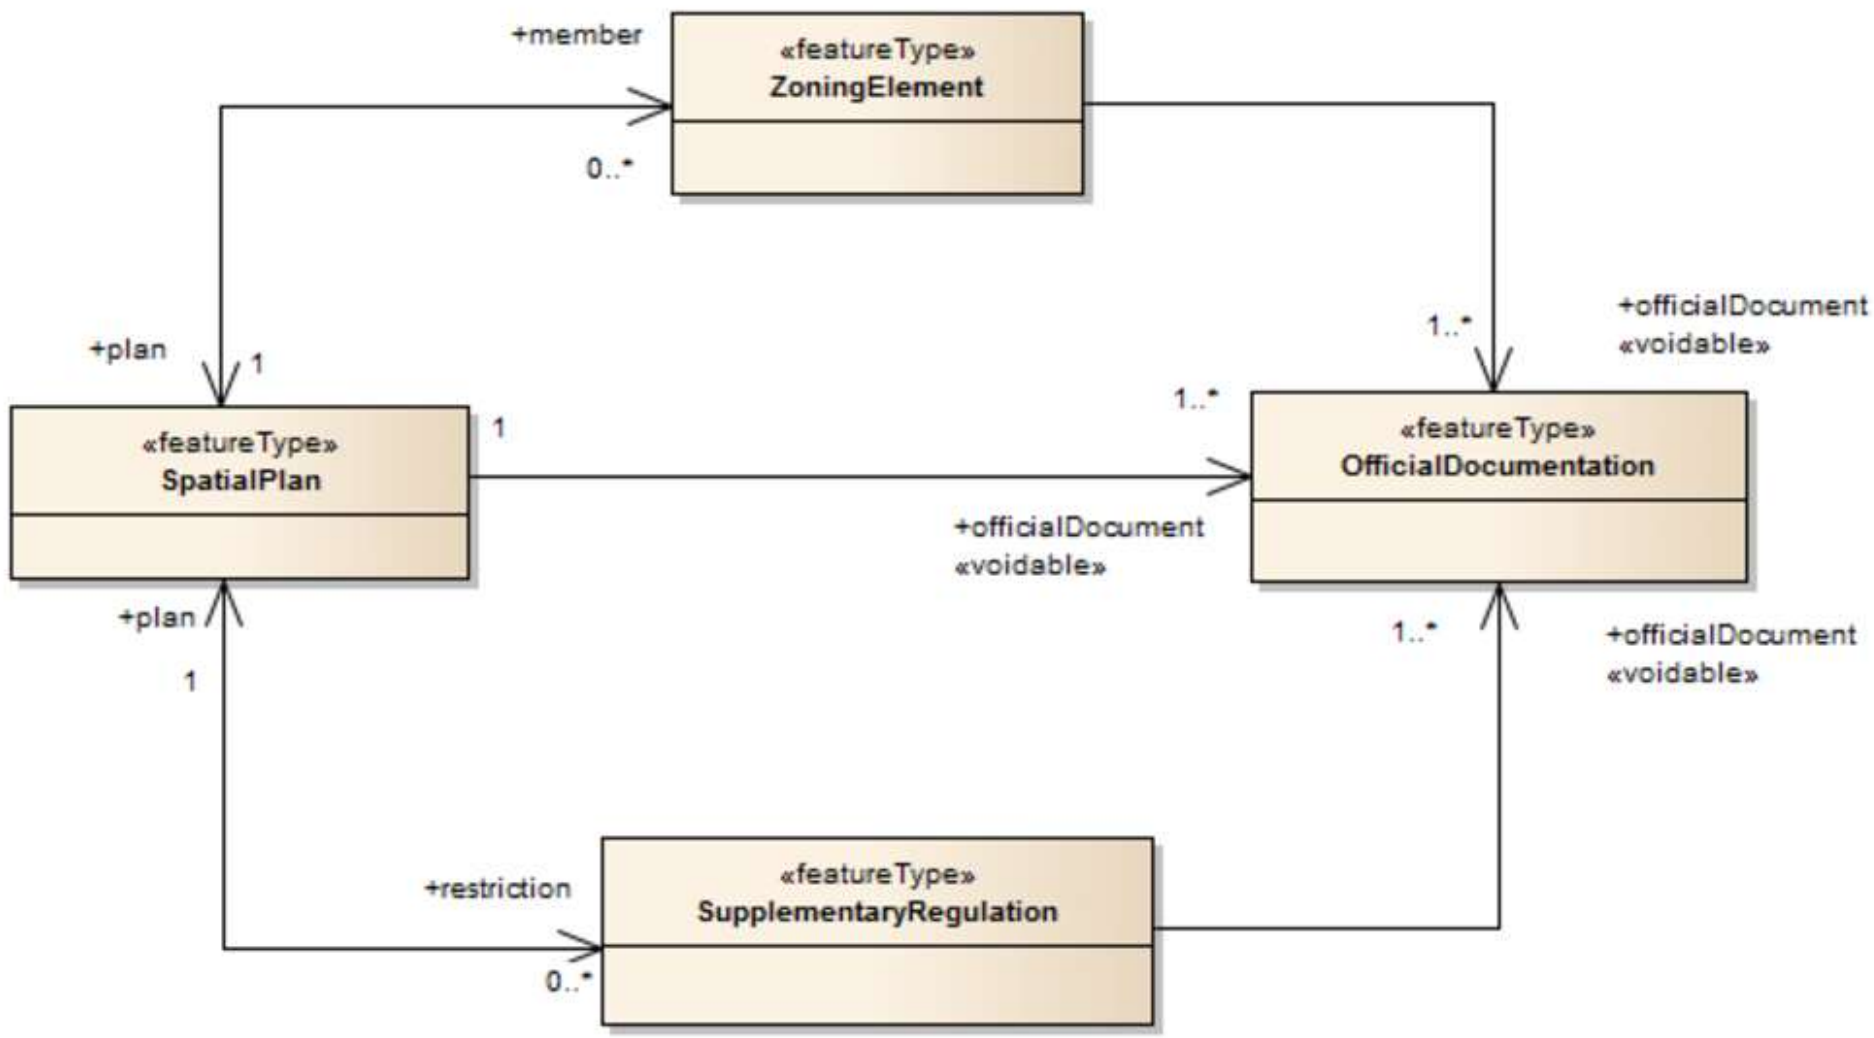 +member
«featureType»
ZoningElement
0..*
+officialDocument
«voidable»
1..*
+plan
1
1..*
«featureType»
SpatialPlan
1
«featureType»
OfficialDocumentation
+officialDocument
«voidable»
+plan
1
1..*
+officialDocument
«voidable»
+restriction
«featureType»
SupplementaryRegulation
0..*